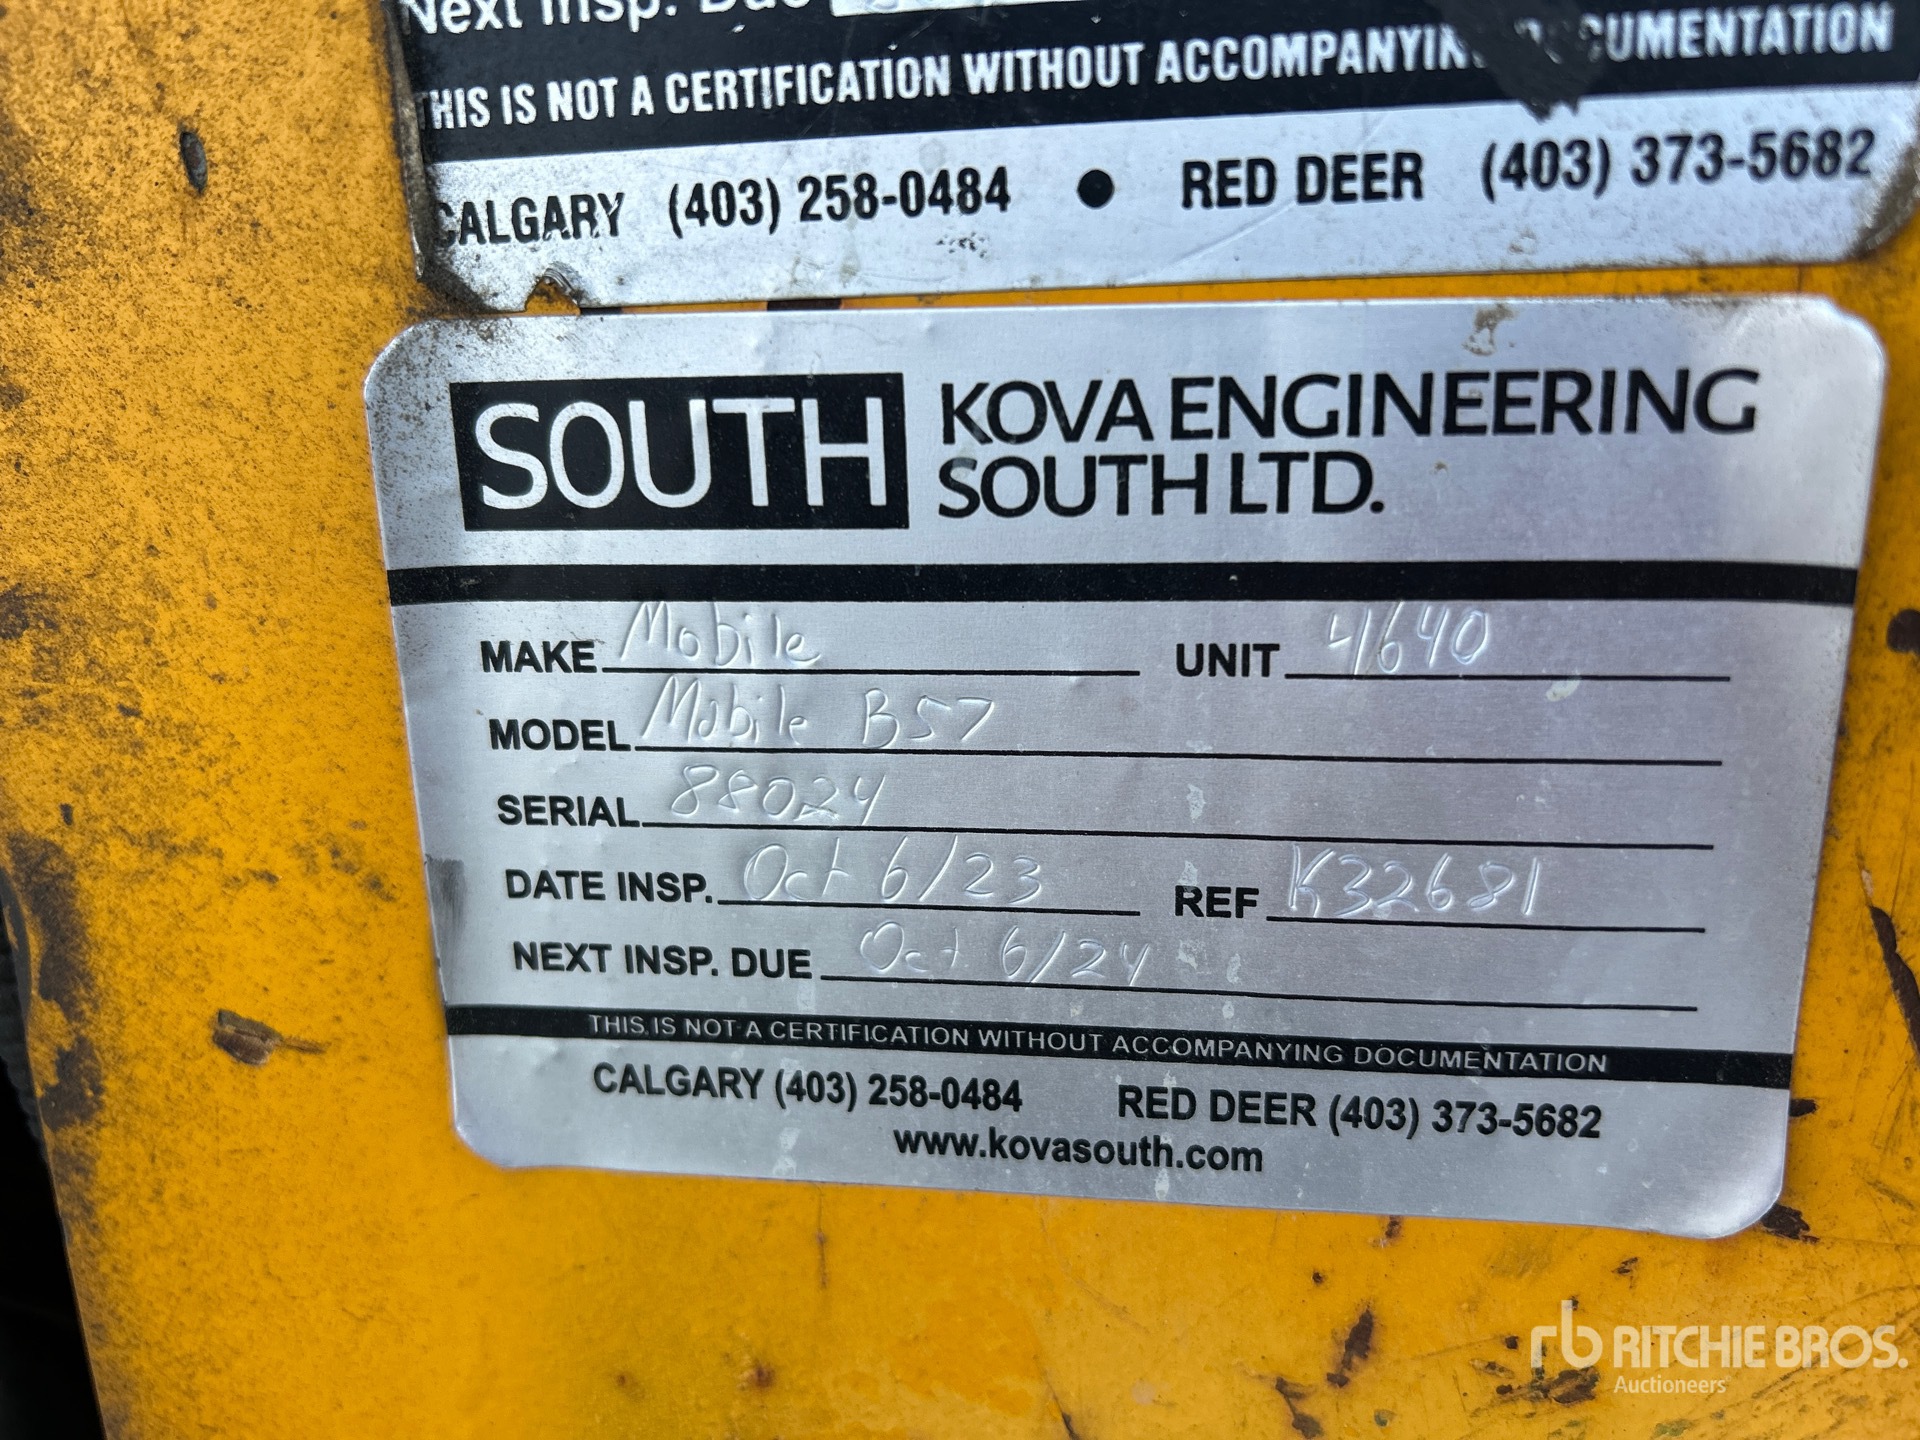 Next Insp. Due
THIS IS NOT A CERTIFICATION WITHOUT ACCOMPANYING DOCUMENTATION
CALGARY (403) 258-0484 • RED DEER (403) 373-5682
SOUTH KOVA ENGINEERING
SOUTH LTD.
MAKE Mobile UNIT 41640
MODEL Mobile B57
SERIAL 88024
DATE INSP. Oct 6/23 REF K32681
NEXT INSP. DUE Oct 6/24
THIS IS NOT A CERTIFICATION WITHOUT ACCOMPANYING DOCUMENTATION
CALGARY (403) 258-0484 RED DEER (403) 373-5682
www.kovasouth.com
rb RITCHIE BROS.
Auctioneers